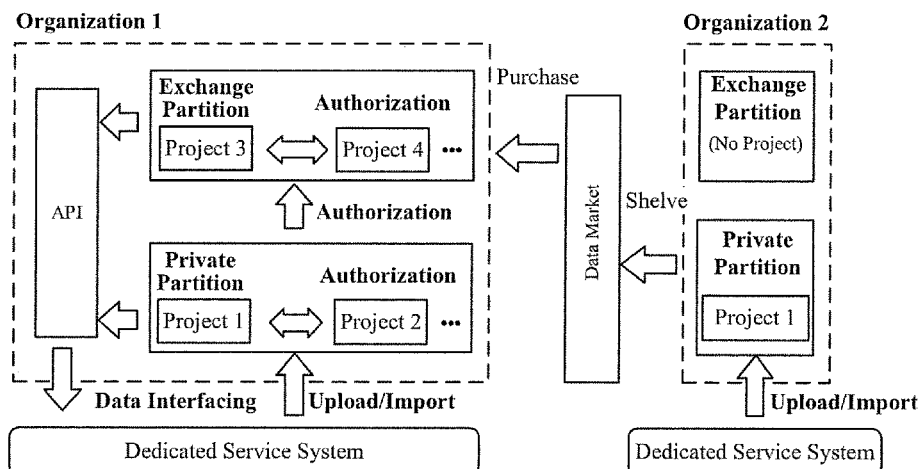 Organization 1
Organization 2
Exchange
Partition
Authorization
Project 3
Project 4
...
Purchase
Exchange
Partition
(No Project)
API
Authorization
Data Market
Shelve
Private
Partition
Authorization
Project 1
Project 2
...
Private
Partition
Project 1
Data Interfacing
Upload/Import
Upload/Import
Dedicated Service System
Dedicated Service System